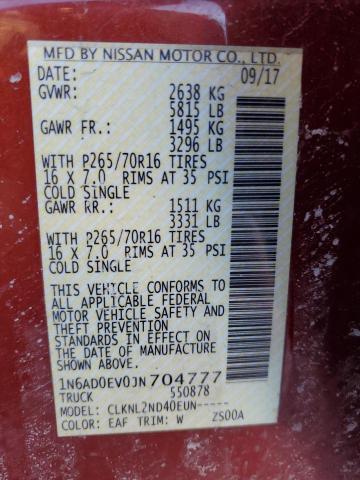 MFD BY NISSAN MOTOR CO., LTD.
DATE: 09/17
GVWR: 2638 KG
5815 LB
GAWR FR.: 1495 KG
3296 LB
WITH P265/70R16 TIRES
16 X 7.0 RIMS AT 35 PSI
COLD SINGLE
GAWR RR.: 1511 KG
3331 LB
WITH P265/70R16 TIRES
16 X 7.0 RIMS AT 35 PSI
COLD SINGLE
THIS VEHICLE CONFORMS TO
ALL APPLICABLE FEDERAL
MOTOR VEHICLE SAFETY AND
THEFT PREVENTION
STANDARDS IN EFFECT ON THE
DATE OF MANUFACTURE
SHOWN ABOVE.
1N6AD0EV0JN704777
TRUCK 550878
MODEL: CLKNL2ND40EUN-----
COLOR: EAF TRIM: W ZS00A